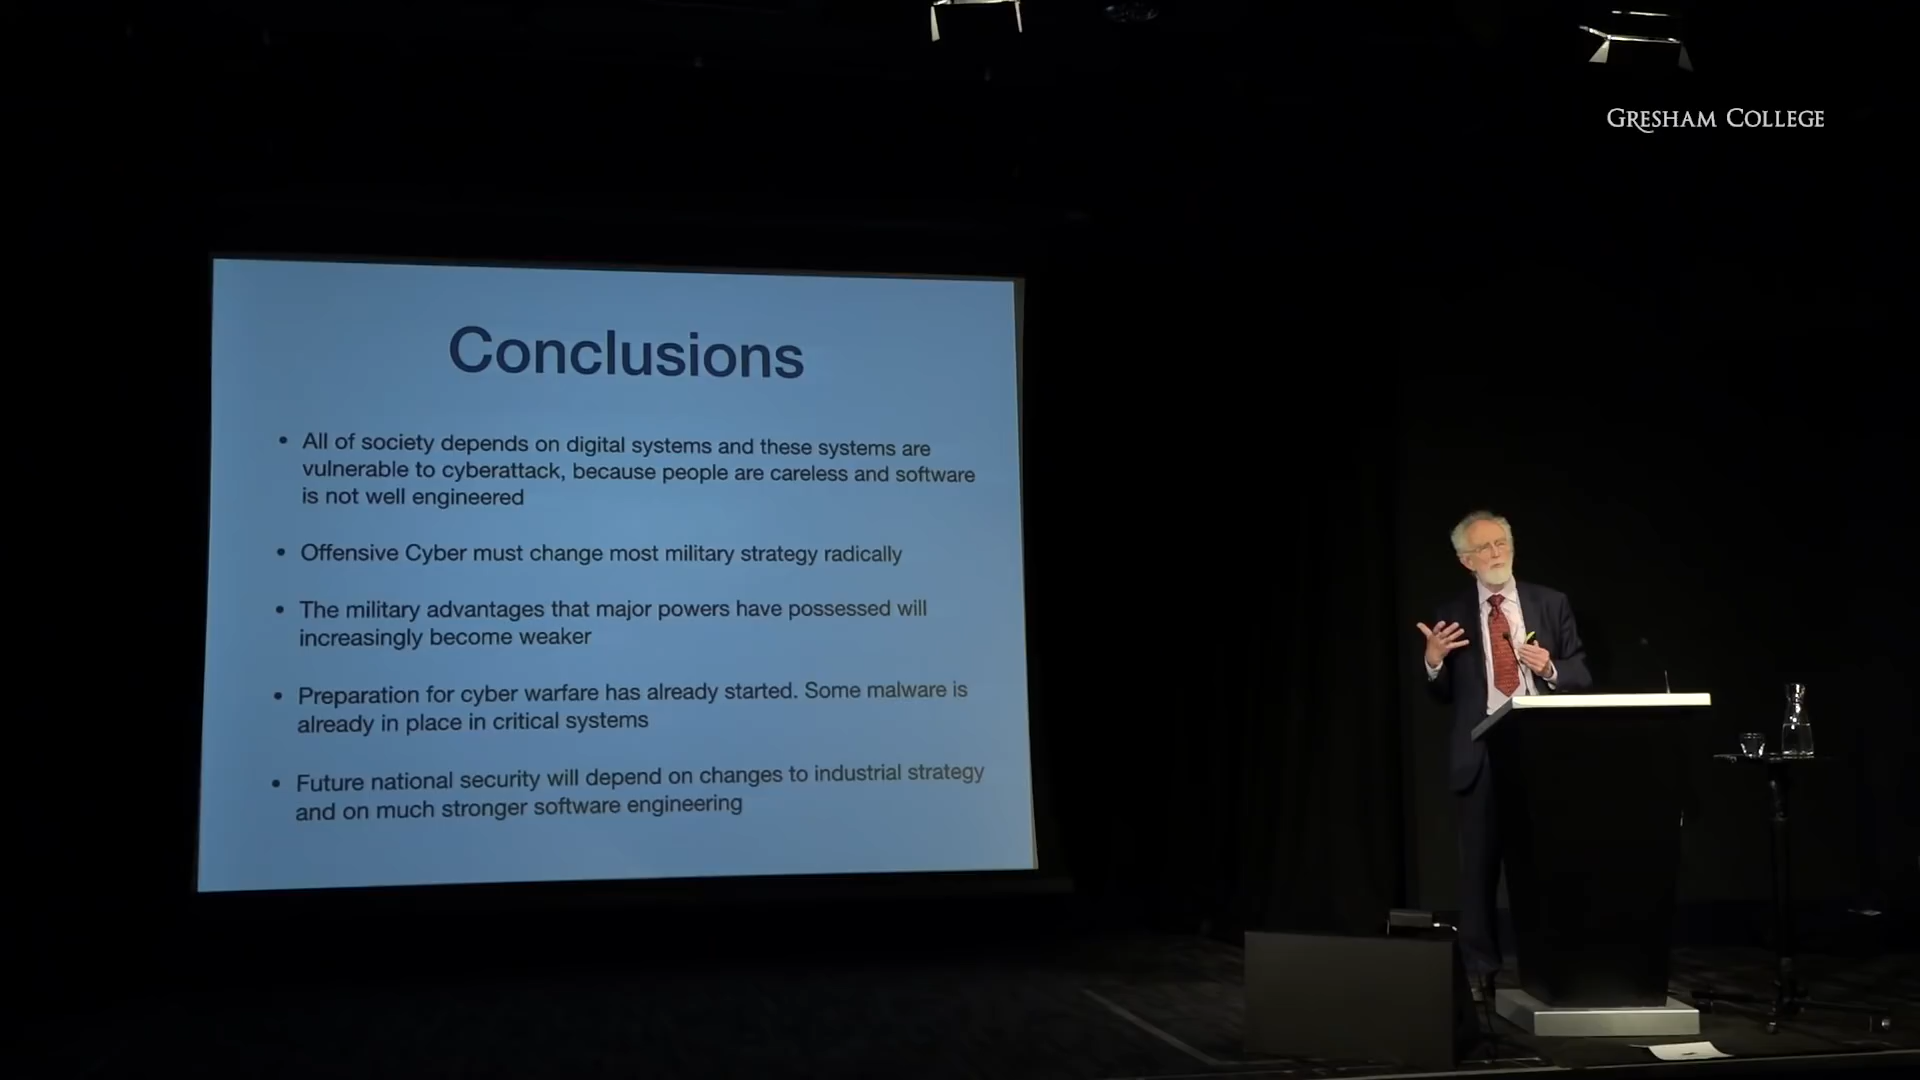 GRESHAM COLLEGE
Conclusions
• All of society depends on digital systems and these systems are
vulnerable to cyberattack, because people are careless and software
is not well engineered
• Offensive Cyber must change most military strategy radically
• The military advantages that major powers have possessed will
increasingly become weaker
• Preparation for cyber warfare has already started. Some malware is
already in place in critical systems
• Future national security will depend on changes to industrial strategy
and on much stronger software engineering